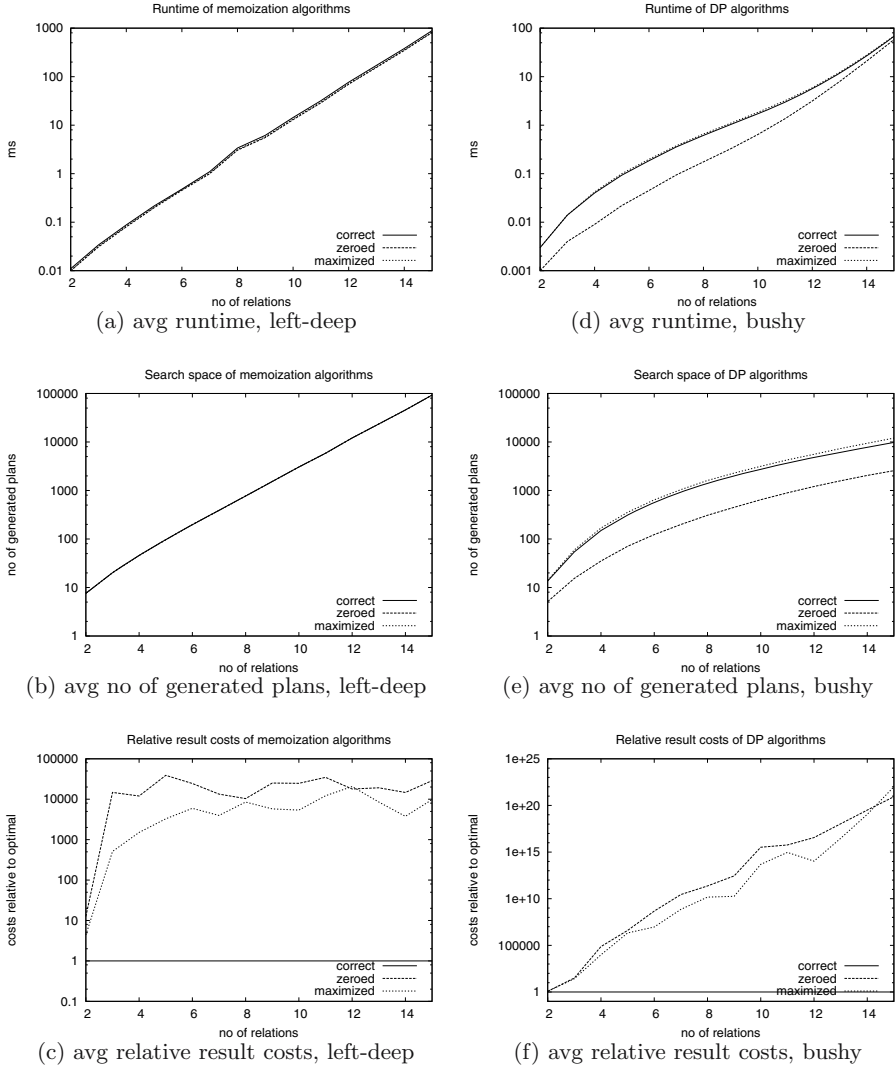 Runtime of memoization algorithms
1000
100
10
1
0.1
0.01
ms
2 4 6 8 10 12 14
no of relations
correct
zeroed
maximized
(a) avg runtime, left-deep
Runtime of DP algorithms
100
10
1
0.1
0.01
0.001
ms
2 4 6 8 10 12 14
no of relations
correct
zeroed
maximized
(d) avg runtime, bushy
Search space of memoization algorithms
100000
10000
1000
100
10
1
no of generated plans
2 4 6 8 10 12 14
no of relations
correct
zeroed
maximized
(b) avg no of generated plans, left-deep
Search space of DP algorithms
100000
10000
1000
100
10
1
no of generated plans
2 4 6 8 10 12 14
no of relations
correct
zeroed
maximized
(e) avg no of generated plans, bushy
Relative result costs of memoization algorithms
100000
10000
1000
100
10
1
0.1
costs relative to optimal
2 4 6 8 10 12 14
no of relations
correct
zeroed
maximized
(c) avg relative result costs, left-deep
Relative result costs of DP algorithms
1e+25
1e+20
1e+15
1e+10
100000
1
costs relative to optimal
2 4 6 8 10 12 14
no of relations
correct
zeroed
maximized
(f) avg relative result costs, bushy